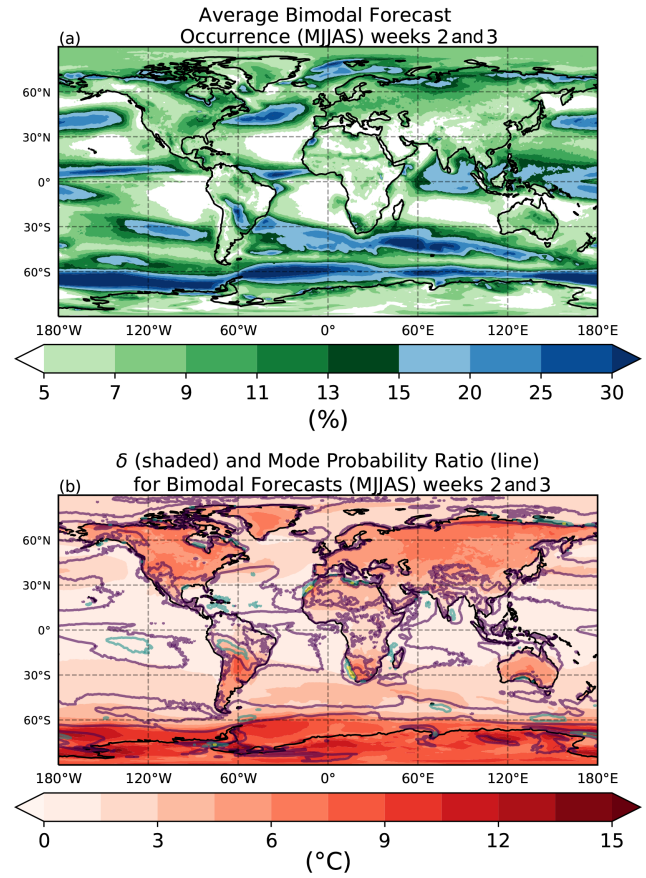 Average Bimodal Forecast
(a) Occurrence (MJJAS) weeks 2 and 3
60°N
30°N
0°
30°S
60°S
180°W 120°W 60°W 0° 60°E 120°E 180°E
5 7 9 11 13 15 20 25 30
(%)
δ (shaded) and Mode Probability Ratio (line)
(b) for Bimodal Forecasts (MJJAS) weeks 2 and 3
60°N
30°N
0°
30°S
60°S
180°W 120°W 60°W 0° 60°E 120°E 180°E
0 3 6 9 12 15
(°C)